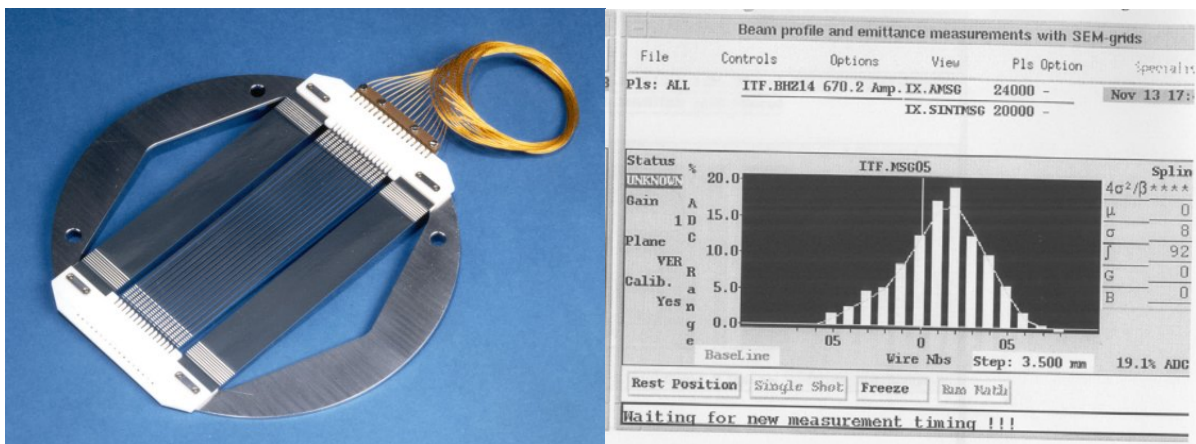 Beam profile and emittance measurements with SEM-grids
File Controls Options View Pls Option Specialis
Pls: ALL ITF.BHZ14 670.2 Amp. IX.AMSG 24000 -
Nov 13 17:
IX.SINTMSG 20000 -
Status
UNKNOWN
Gain
1
Plane
VER
Calib.
Yes
% ADC Range
ITF.MSG05
20.0
15.0
10.0
5.0
0.0
05 0 05
BaseLine
Wire Nbs
Step: 3.500 mm
19.1% ADC
Splin
4σ²/β ****
μ 0
σ 8
∫ 92
G 0
B 0
Rest Position Single Shot Freeze Run Math
Waiting for new measurement timing !!!